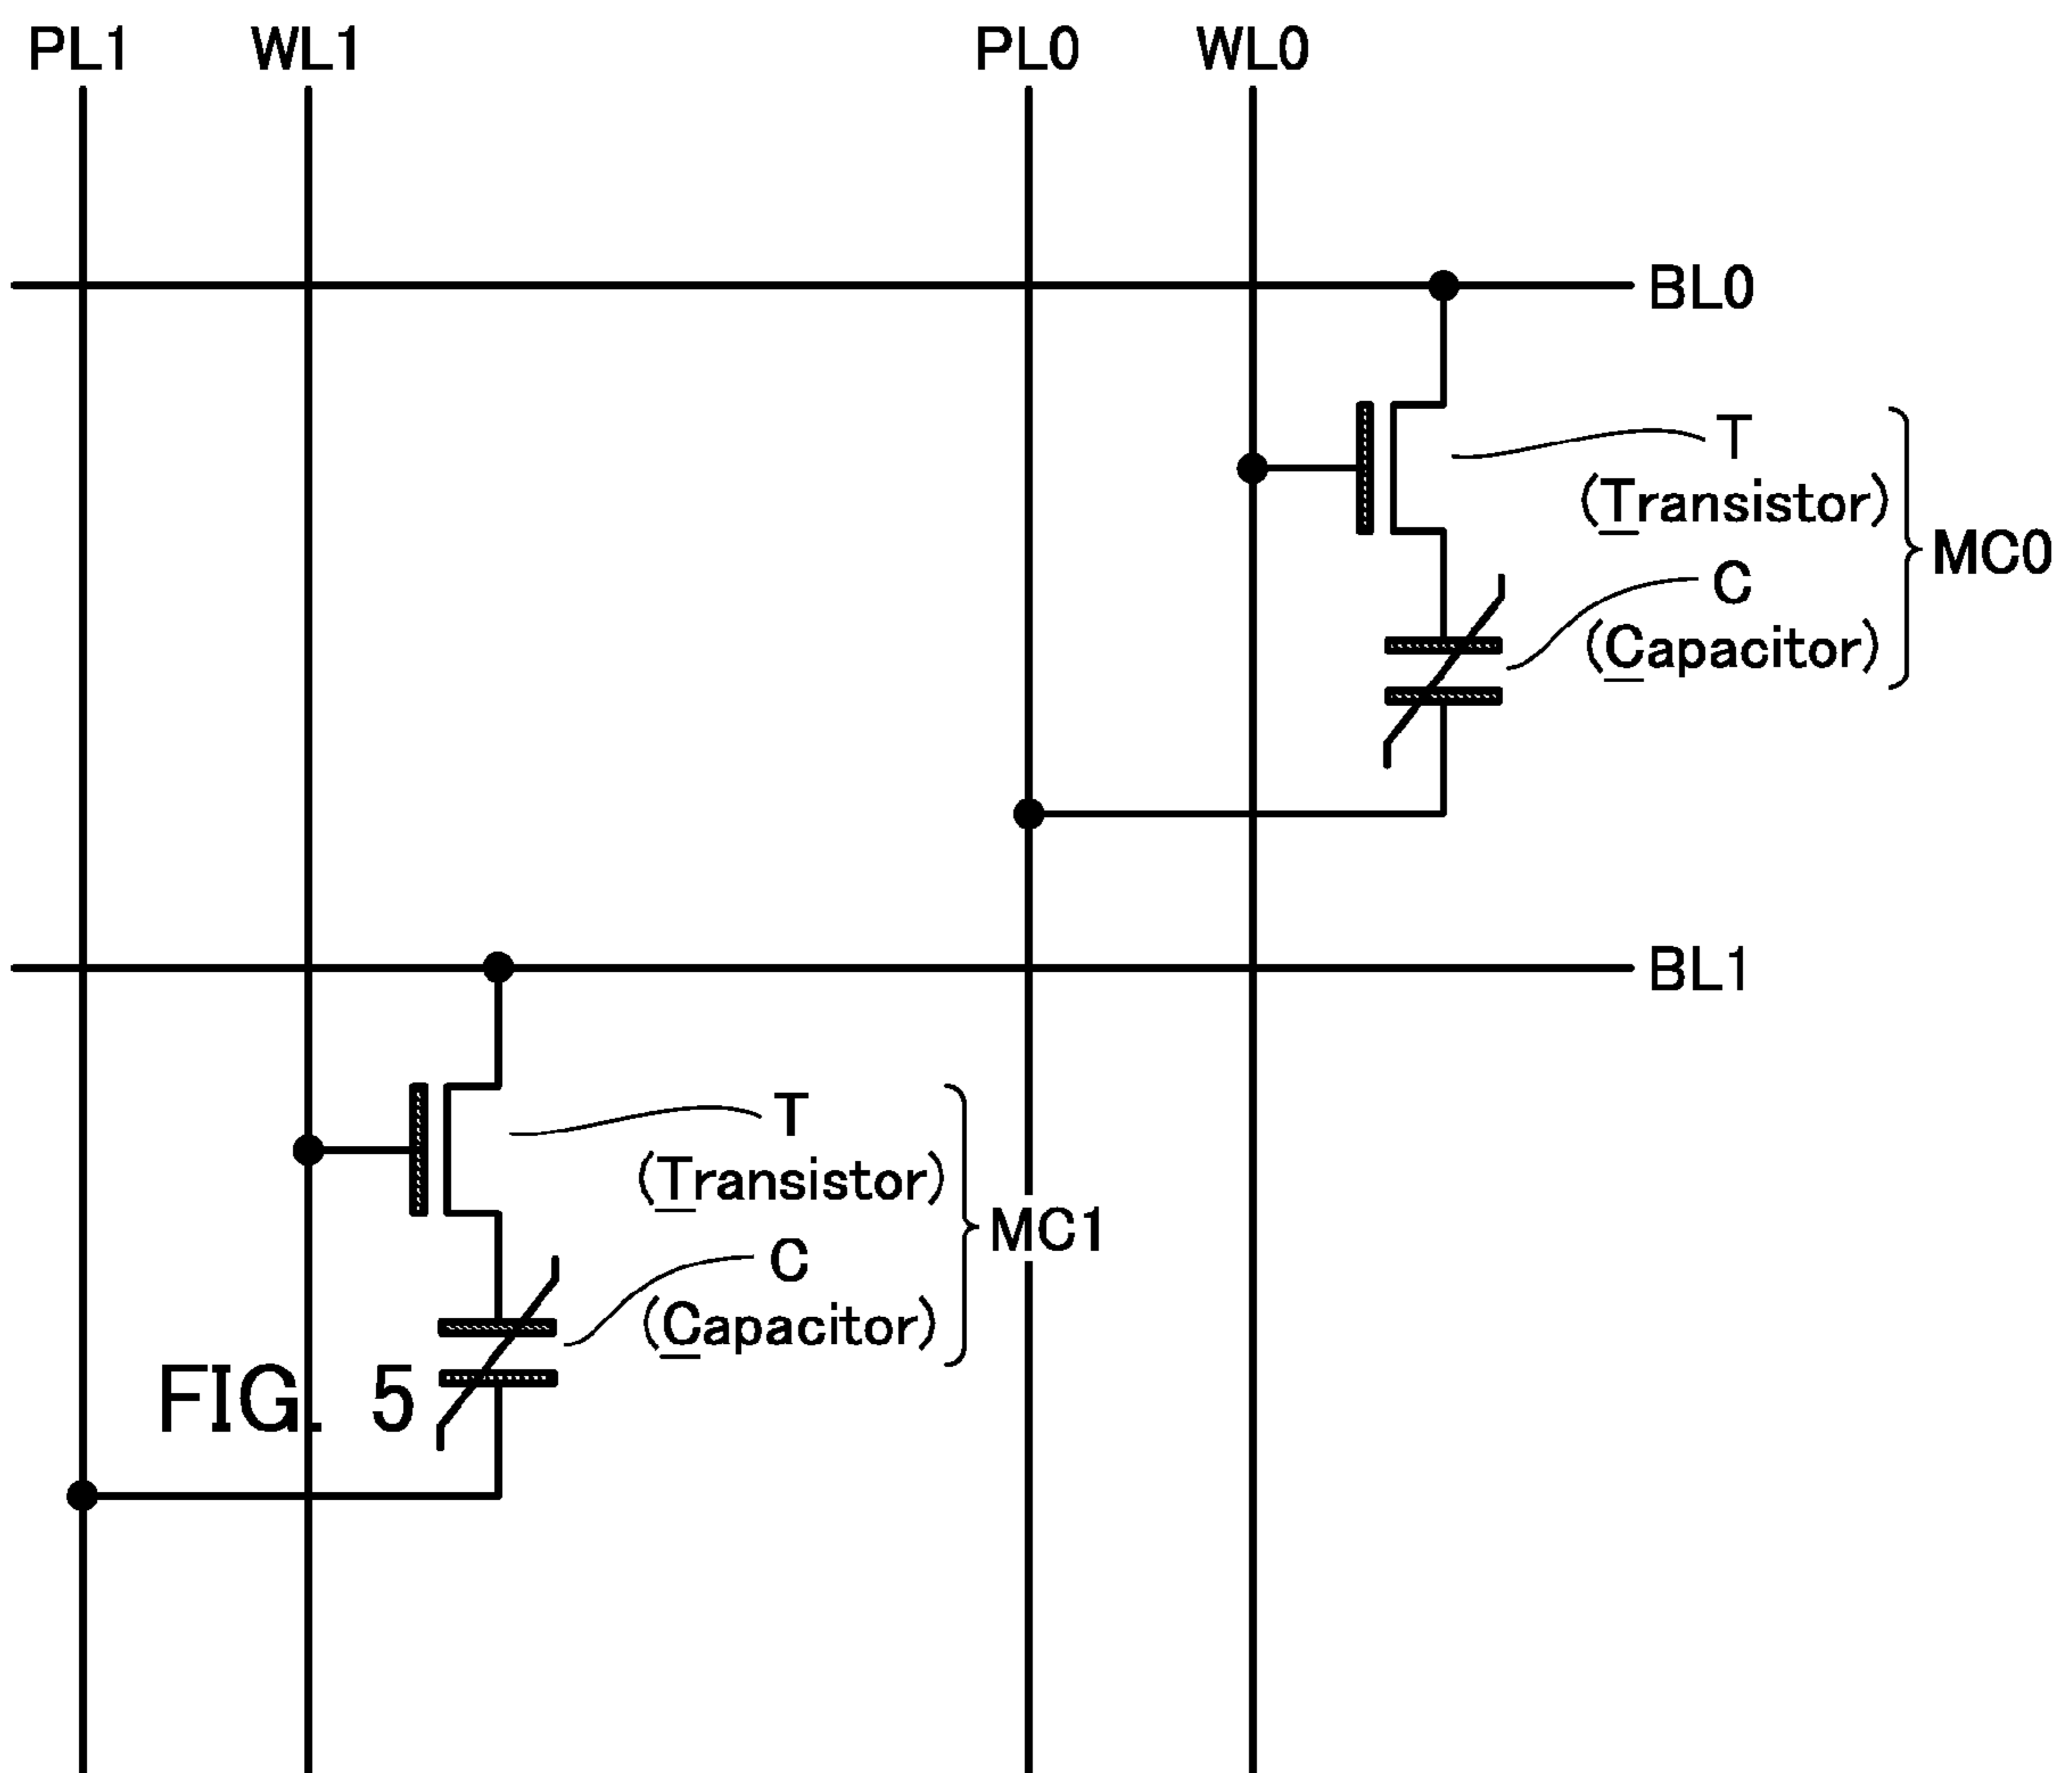 PL1 WL1 PL0 WL0
BL0
T
(Transistor)
C
(Capacitor)
MC0
BL1
T
(Transistor)
C
(Capacitor)
MC1
FIG. 5